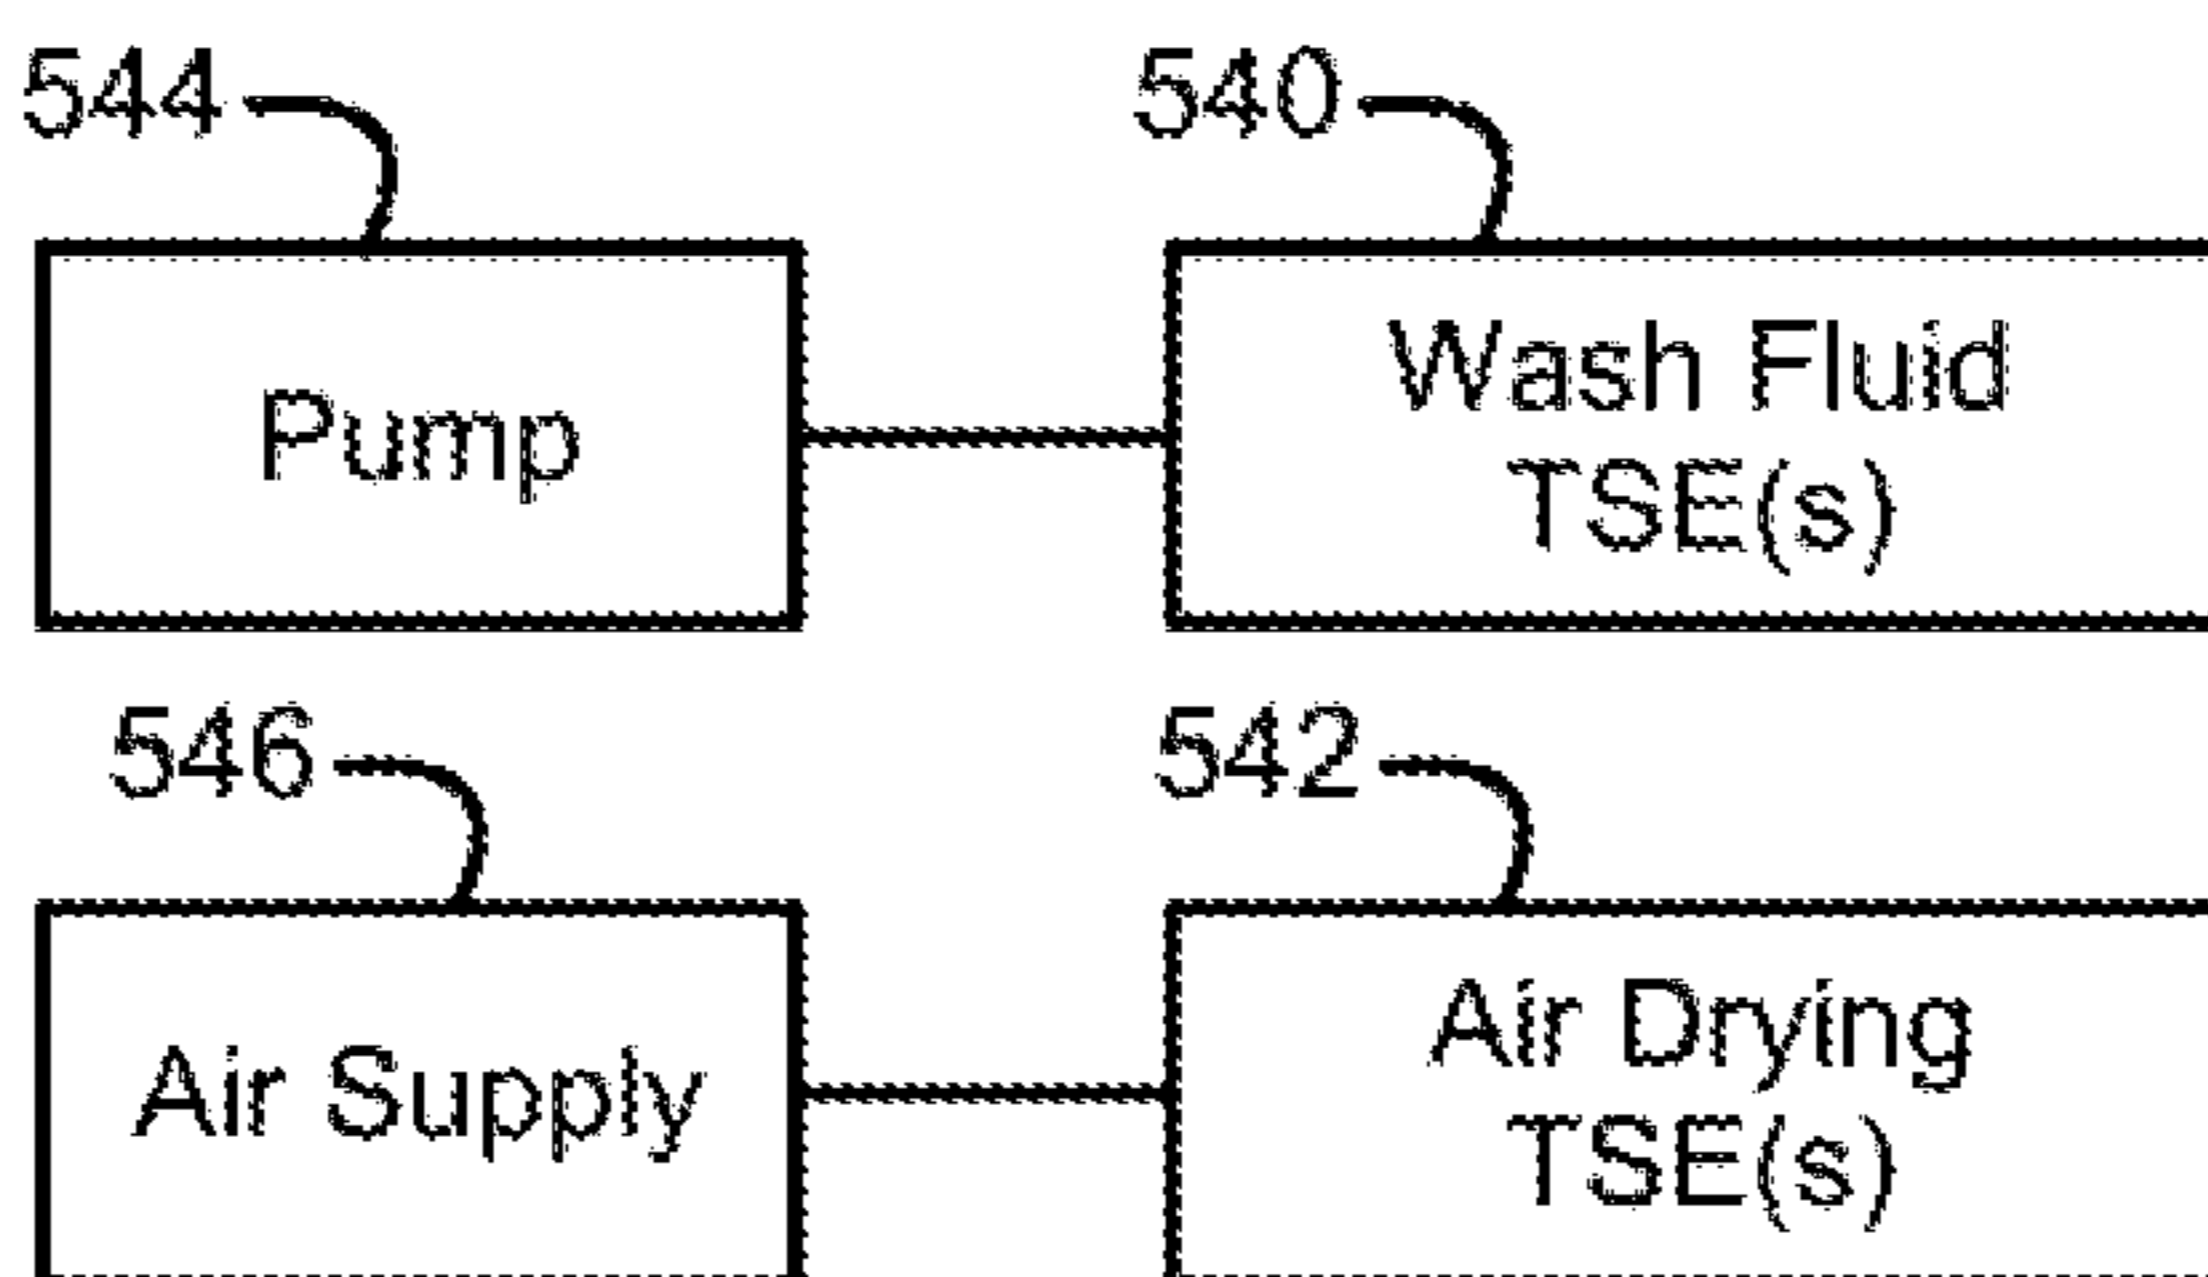 544
540
Pump
Wash Fluid
TSE(s)
546
542
Air Supply
Air Drying
TSE(s)